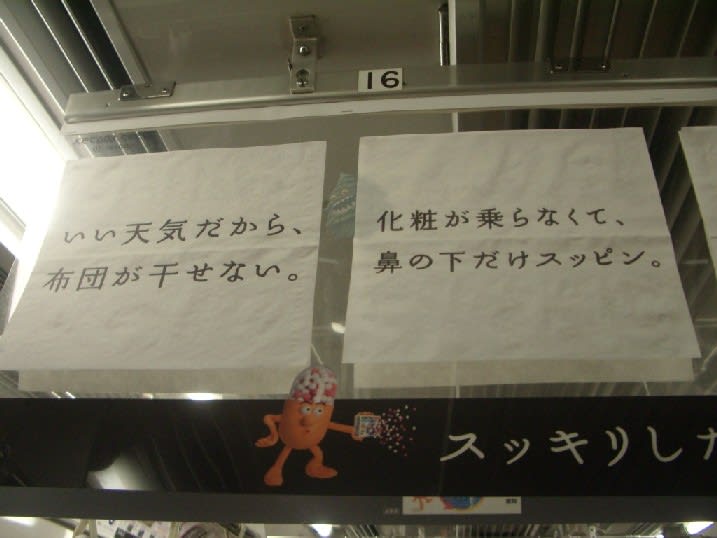 16
いい天気だから、
布団が干せない。
化粧が乗らなくて、
鼻の下だけスッピン。
スッキリした